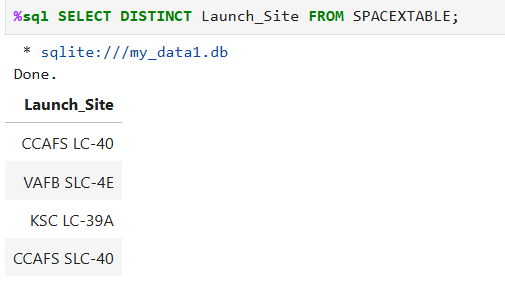 %sql SELECT DISTINCT Launch_Site FROM SPACEXTABLE;
* sqlite:///my_data1.db
Done.
Launch_Site
CCAFS LC-40
VAFB SLC-4E
KSC LC-39A
CCAFS SLC-40